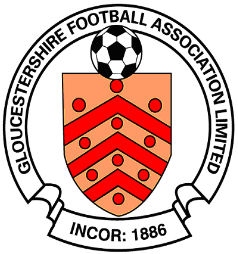 GLOUCESTERSHIRE FOOTBALL ASSOCIATION LIMITED
INCOR: 1886